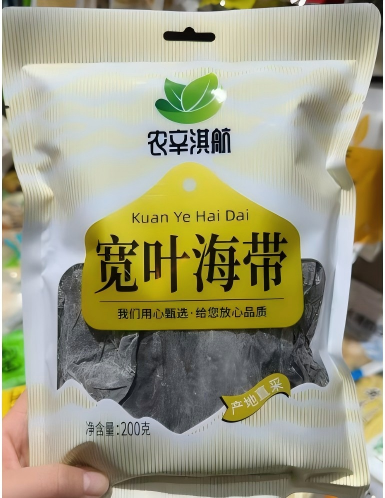 农辛淇航
Kuan Ye Hai Dai
宽叶海带
我们用心甄选·给您放心品质
产地直采
净含量:200克